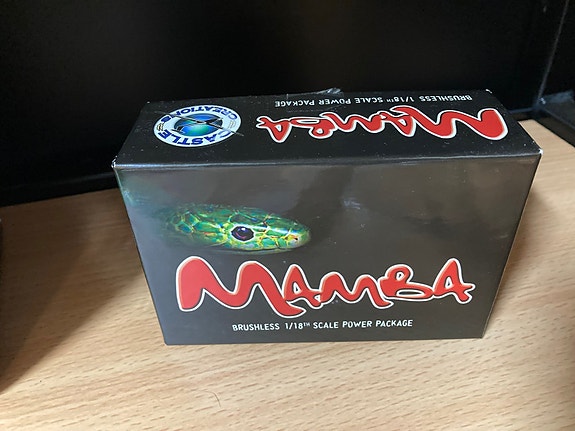 BRUSHLESS 1/18TH SCALE POWER PACKAGE
MAMBA
CASTLE
CREATIONS
MAMBA
BRUSHLESS 1/18TH SCALE POWER PACKAGE